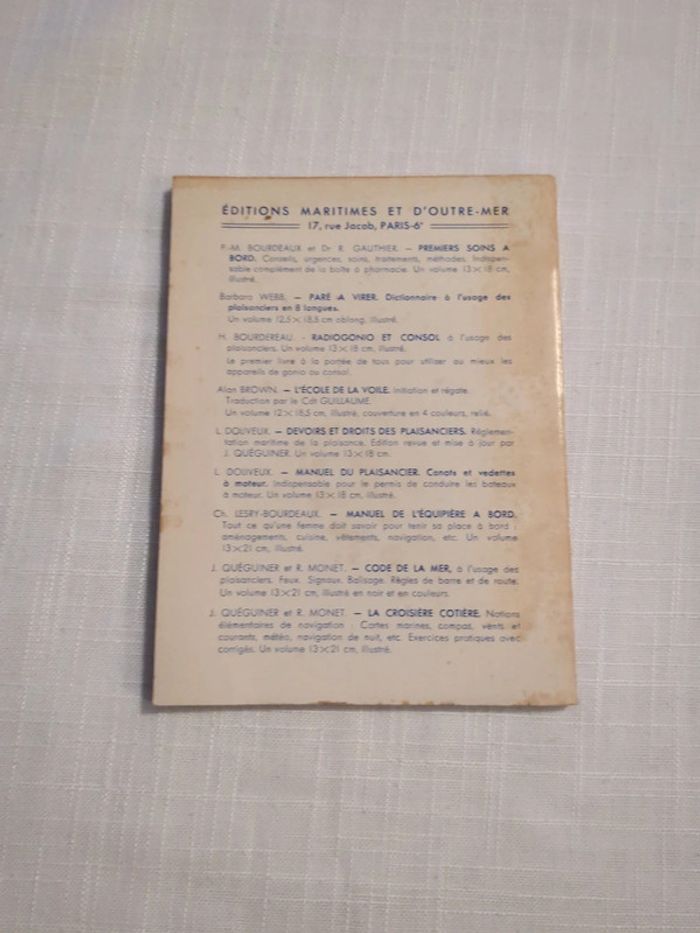 ÉDITIONS MARITIMES ET D'OUTRE-MER
17, rue Jacob, PARIS-6ᵉ
P.-M. BOURDEAUX et Dr R. GAUTHIER. — PREMIERS SOINS A
BORD. Conseils, urgences, soins, traitements, méthodes. Indispen-
sable complément de la boîte à pharmacie. Un volume 13×18 cm,
illustré.
Barbara WEBB. — PARÉ A VIRER. Dictionnaire à l'usage des
plaisanciers en 8 langues.
Un volume 12,5×18,5 cm oblong, illustré.
H. BOURDEREAU. - RADIOGONIO ET CONSOL à l'usage des
plaisanciers. Un volume 13×18 cm, illustré.
Le premier livre à la portée de tous pour utiliser au mieux les
appareils de gonio ou consol.
Alan BROWN. — L'ÉCOLE DE LA VOILE. Initiation et régate.
Traduction par le Cdt GUILLAUME.
Un volume 12×18,5 cm, illustré, couverture en 4 couleurs, relié.
L. DOUVEUX. — DEVOIRS ET DROITS DES PLAISANCIERS. Réglemen-
tation maritime de la plaisance. Edition revue et mise à jour par
J. QUÉGUINER. Un volume 13×18 cm.
L. DOUVEUX. — MANUEL DU PLAISANCIER. Canots et vedettes
à moteur. Indispensable pour le permis de conduire les bateaux
à moteur. Un volume 13×18 cm, illustré.
Ch. LESRY-BOURDEAUX. — MANUEL DE L'ÉQUIPIÈRE A BORD.
Tout ce qu'une femme doit savoir pour tenir sa place à bord :
aménagements, cuisine, vêtements, navigation, etc. Un volume
13×21 cm, illustré.
J. QUÉGUINER et R. MONET. — CODE DE LA MER, à l'usage des
plaisanciers. Feux. Signaux. Balisage. Règles de barre et de route.
Un volume 13×21 cm, illustré en noir et en couleurs.
J. QUÉGUINER et R. MONET. — LA CROISIÈRE COTIÈRE. Notions
élémentaires de navigation : Cartes marines, compas, vents et
courants, météo, navigation de nuit, etc. Exercices pratiques avec
corrigés. Un volume 13×21 cm, illustré.